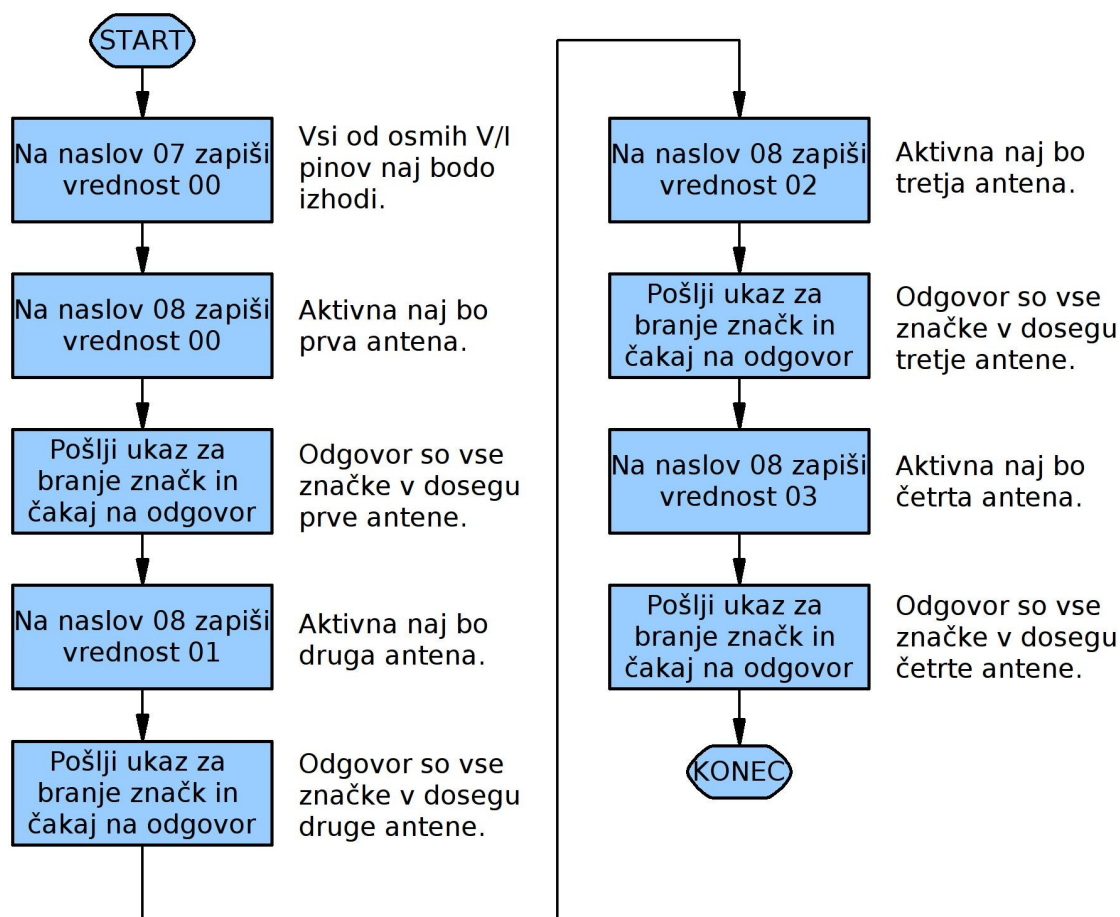 START
Na naslov 07 zapiši
vrednost 00
Vsi od osmih V/I
pinov naj bodo
izhodi.
Na naslov 08 zapiši
vrednost 00
Aktivna naj bo
prva antena.
Pošlji ukaz za
branje značk in
čakaj na odgovor
Odgovor so vse
značke v dosegu
prve antene.
Na naslov 08 zapiši
vrednost 01
Aktivna naj bo
druga antena.
Pošlji ukaz za
branje značk in
čakaj na odgovor
Odgovor so vse
značke v dosegu
druge antene.
Na naslov 08 zapiši
vrednost 02
Aktivna naj bo
tretja antena.
Pošlji ukaz za
branje značk in
čakaj na odgovor
Odgovor so vse
značke v dosegu
tretje antene.
Na naslov 08 zapiši
vrednost 03
Aktivna naj bo
četrta antena.
Pošlji ukaz za
branje značk in
čakaj na odgovor
Odgovor so vse
značke v dosegu
četrte antene.
KONEC